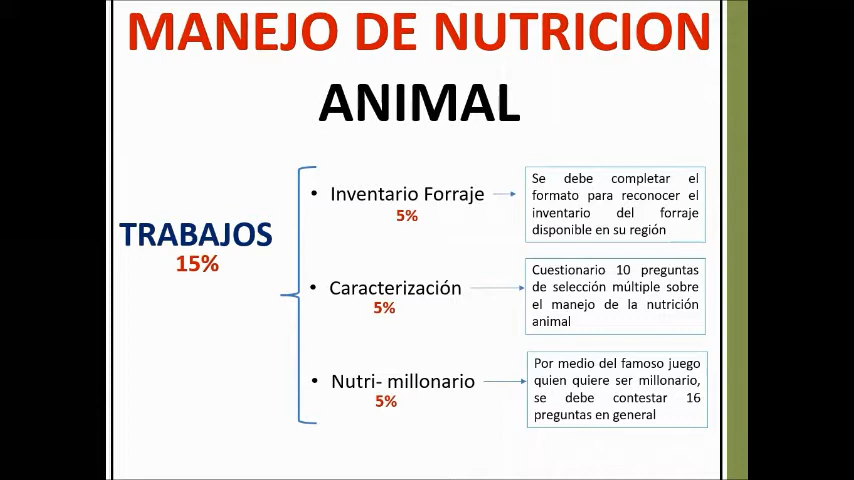 MANEJO DE NUTRICION
ANIMAL
TRABAJOS
15%
• Inventario Forraje
5%
Se debe completar el
formato para reconocer el
inventario del forraje
disponible en su región
• Caracterización
5%
Cuestionario 10 preguntas
de selección múltiple sobre
el manejo de la nutrición
animal
• Nutri- millonario
5%
Por medio del famoso juego
quien quiere ser millonario,
se debe contestar 16
preguntas en general